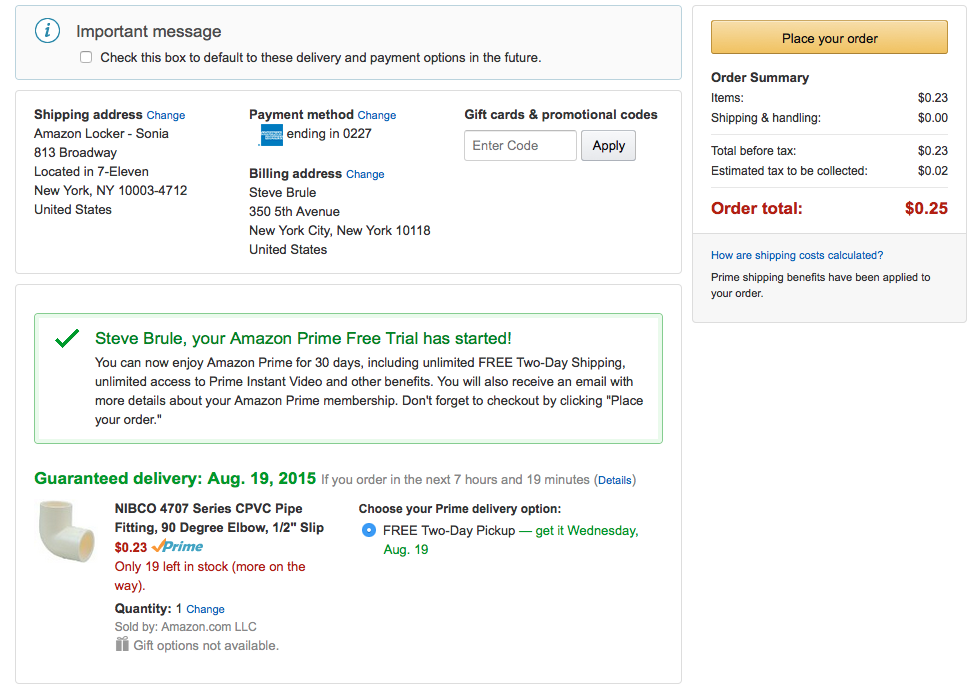 Important message
Check this box to default to these delivery and payment options in the future.
Shipping address Change
Amazon Locker - Sonia
813 Broadway
Located in 7-Eleven
New York, NY 10003-4712
United States
Payment method Change
ending in 0227
Billing address Change
Steve Brule
350 5th Avenue
New York City, New York 10118
United States
Gift cards & promotional codes
Enter Code Apply
Steve Brule, your Amazon Prime Free Trial has started!
You can now enjoy Amazon Prime for 30 days, including unlimited FREE Two-Day Shipping,
unlimited access to Prime Instant Video and other benefits. You will also receive an email with
more details about your Amazon Prime membership. Don't forget to checkout by clicking "Place
your order."
Guaranteed delivery: Aug. 19, 2015 If you order in the next 7 hours and 19 minutes (Details)
NIBCO 4707 Series CPVC Pipe
Fitting, 90 Degree Elbow, 1/2" Slip
$0.23 Prime
Only 19 left in stock (more on the
way).
Quantity: 1 Change
Sold by: Amazon.com LLC
Gift options not available.
Choose your Prime delivery option:
FREE Two-Day Pickup — get it Wednesday,
Aug. 19
Place your order
Order Summary
Items: $0.23
Shipping & handling: $0.00
Total before tax: $0.23
Estimated tax to be collected: $0.02
Order total: $0.25
How are shipping costs calculated?
Prime shipping benefits have been applied to
your order.